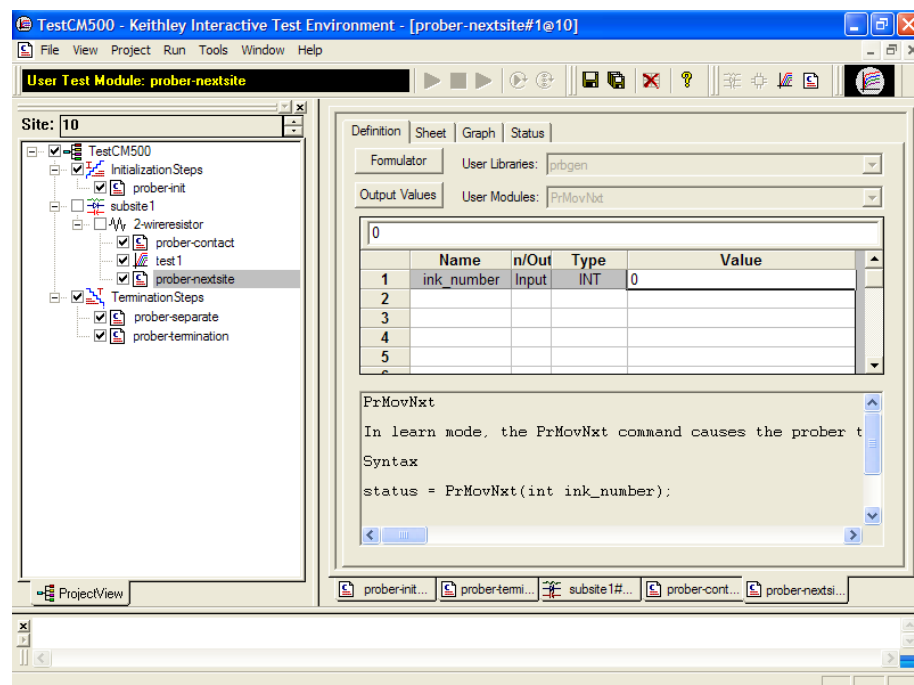 TestCM500 - Keithley Interactive Test Environment - [prober-nextsite#1@10]
File View Project Run Tools Window Help
User Test Module: prober-nextsite
Site: 10
TestCM500
Initialization Steps
prober-init
subsite1
2-wireresistor
prober-contact
test1
prober-nextsite
Termination Steps
prober-separate
prober-termination
ProjectView
Definition Sheet Graph Status
Formulator User Libraries: prbgen
Output Values User Modules: PrMovNxt
0
Name n/Out Type Value
1 ink_number Input INT 0
2
3
4
5
PrMovNxt
In learn mode, the PrMovNxt command causes the prober t
Syntax
status = PrMovNxt(int ink_number);
prober-init... prober-termi... subsite1#... prober-cont... prober-nextsi...